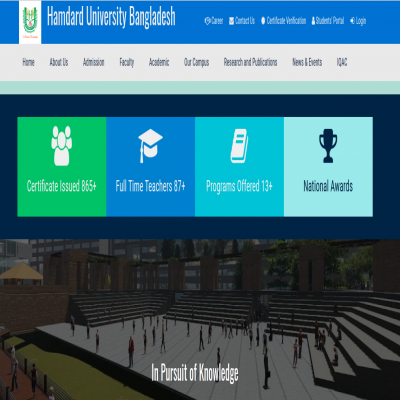 Hamdard University Bangladesh
Career Contact Us Certificate Verification Students' Portal Login
Home About Us Admission Faculty Academic Our Campus Research and Publications News & Events IQAC
Certificate Issued 865+ Full Time Teachers 87+ Programs Offered 13+ National Awards
In Pursuit of Knowledge